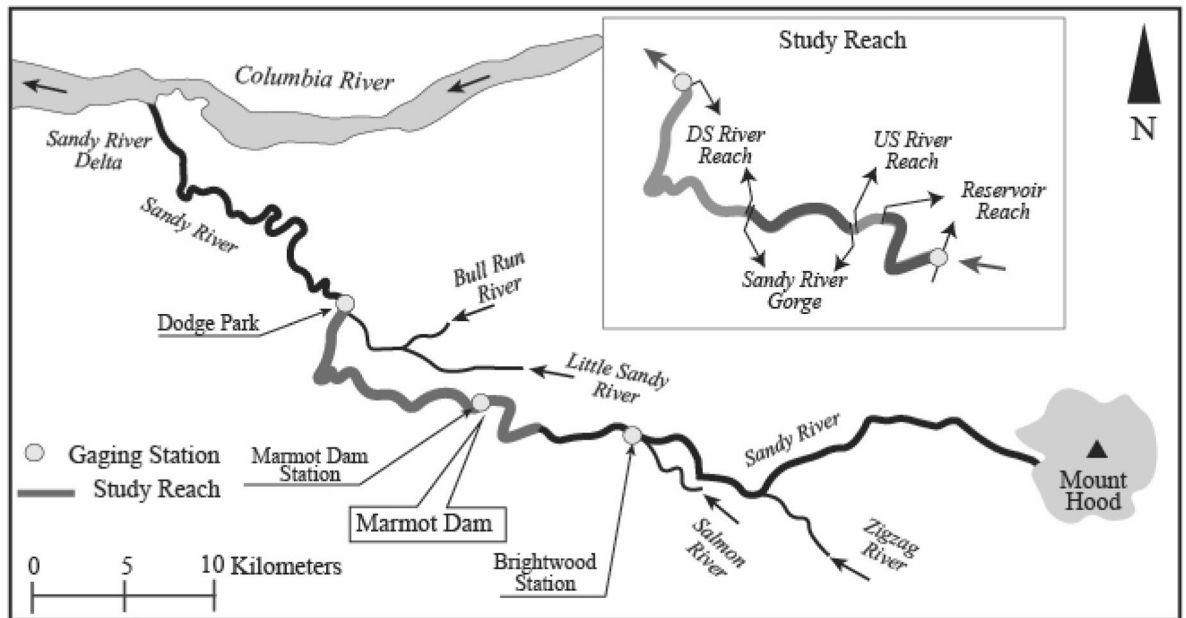 Columbia River
Sandy River
Delta
Sandy River
Bull Run
River
Dodge Park
Little Sandy
River
Gaging Station
Study Reach
Marmot Dam
Station
Marmot Dam
Brightwood
Station
Salmon
River
Zigzag
River
Sandy River
Mount
Hood
0 5 10 Kilometers
Study Reach
DS River
Reach
US River
Reach
Reservoir
Reach
Sandy River
Gorge
N